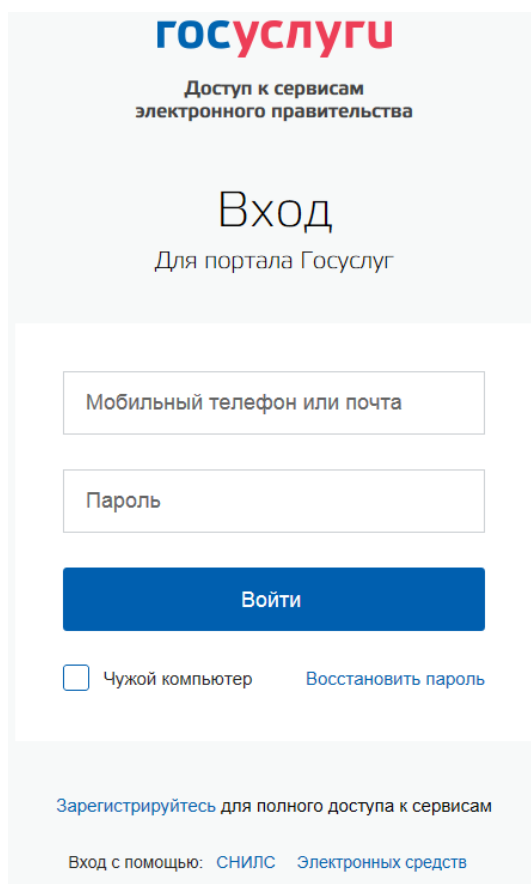 госуслуги
Доступ к сервисам
электронного правительства
Вход
Для портала Госуслуг
Мобильный телефон или почта
Пароль
Войти
Чужой компьютер Восстановить пароль
Зарегистрируйтесь для полного доступа к сервисам
Вход с помощью: СНИЛС Электронных средств